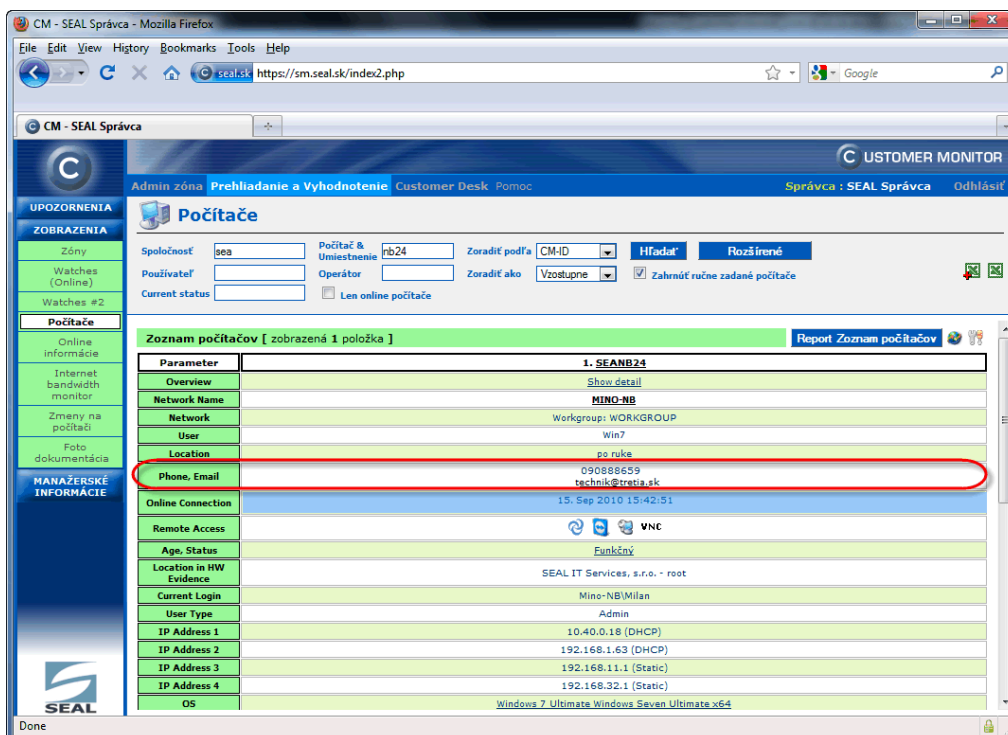 CM - SEAL Správca - Mozilla Firefox
File Edit View History Bookmarks Tools Help
seal.sk https://sm.seal.sk/index2.php
Google
CM - SEAL Správca
C
C USTOMER MONITOR
Admin zóna Prehliadanie a Vyhodnotenie Customer Desk Pomoc Správca : SEAL Správca Odhlásiť
UPOZORNENIA
ZOBRAZENIA
Zóny
Watches
(Online)
Watches #2
Počítače
Online
informácie
Internet
bandwidth
monitor
Zmeny na
počítači
Foto
dokumentácia
MANAŽERSKÉ
INFORMÁCIE
SEAL
Počítače
Spoločnosť sea Počítač & Umiestnenie nb24 Zoradiť podľa CM-ID Hľadať Rozšírené
Používateľ Operátor Zoradiť ako Vzostupne Zahrnúť ručne zadané počítače
Current status Len online počítače
Zoznam počítačov [ zobrazená 1 položka ] Report Zoznam počítačov
Parameter 1. SEANB24
Overview Show detail
Network Name MINO-NB
Network Workgroup: WORKGROUP
User Win7
Location po ruke
Phone, Email 090888659
technik@tretia.sk
Online Connection 15. Sep 2010 15:42:51
Remote Access VNC
Age, Status Funkčný
Location in HW Evidence SEAL IT Services, s.r.o. - root
Current Login Mino-NB\Milan
User Type Admin
IP Address 1 10.40.0.18 (DHCP)
IP Address 2 192.168.1.63 (DHCP)
IP Address 3 192.168.11.1 (Static)
IP Address 4 192.168.32.1 (Static)
OS Windows 7 Ultimate Windows Seven Ultimate x64
Done